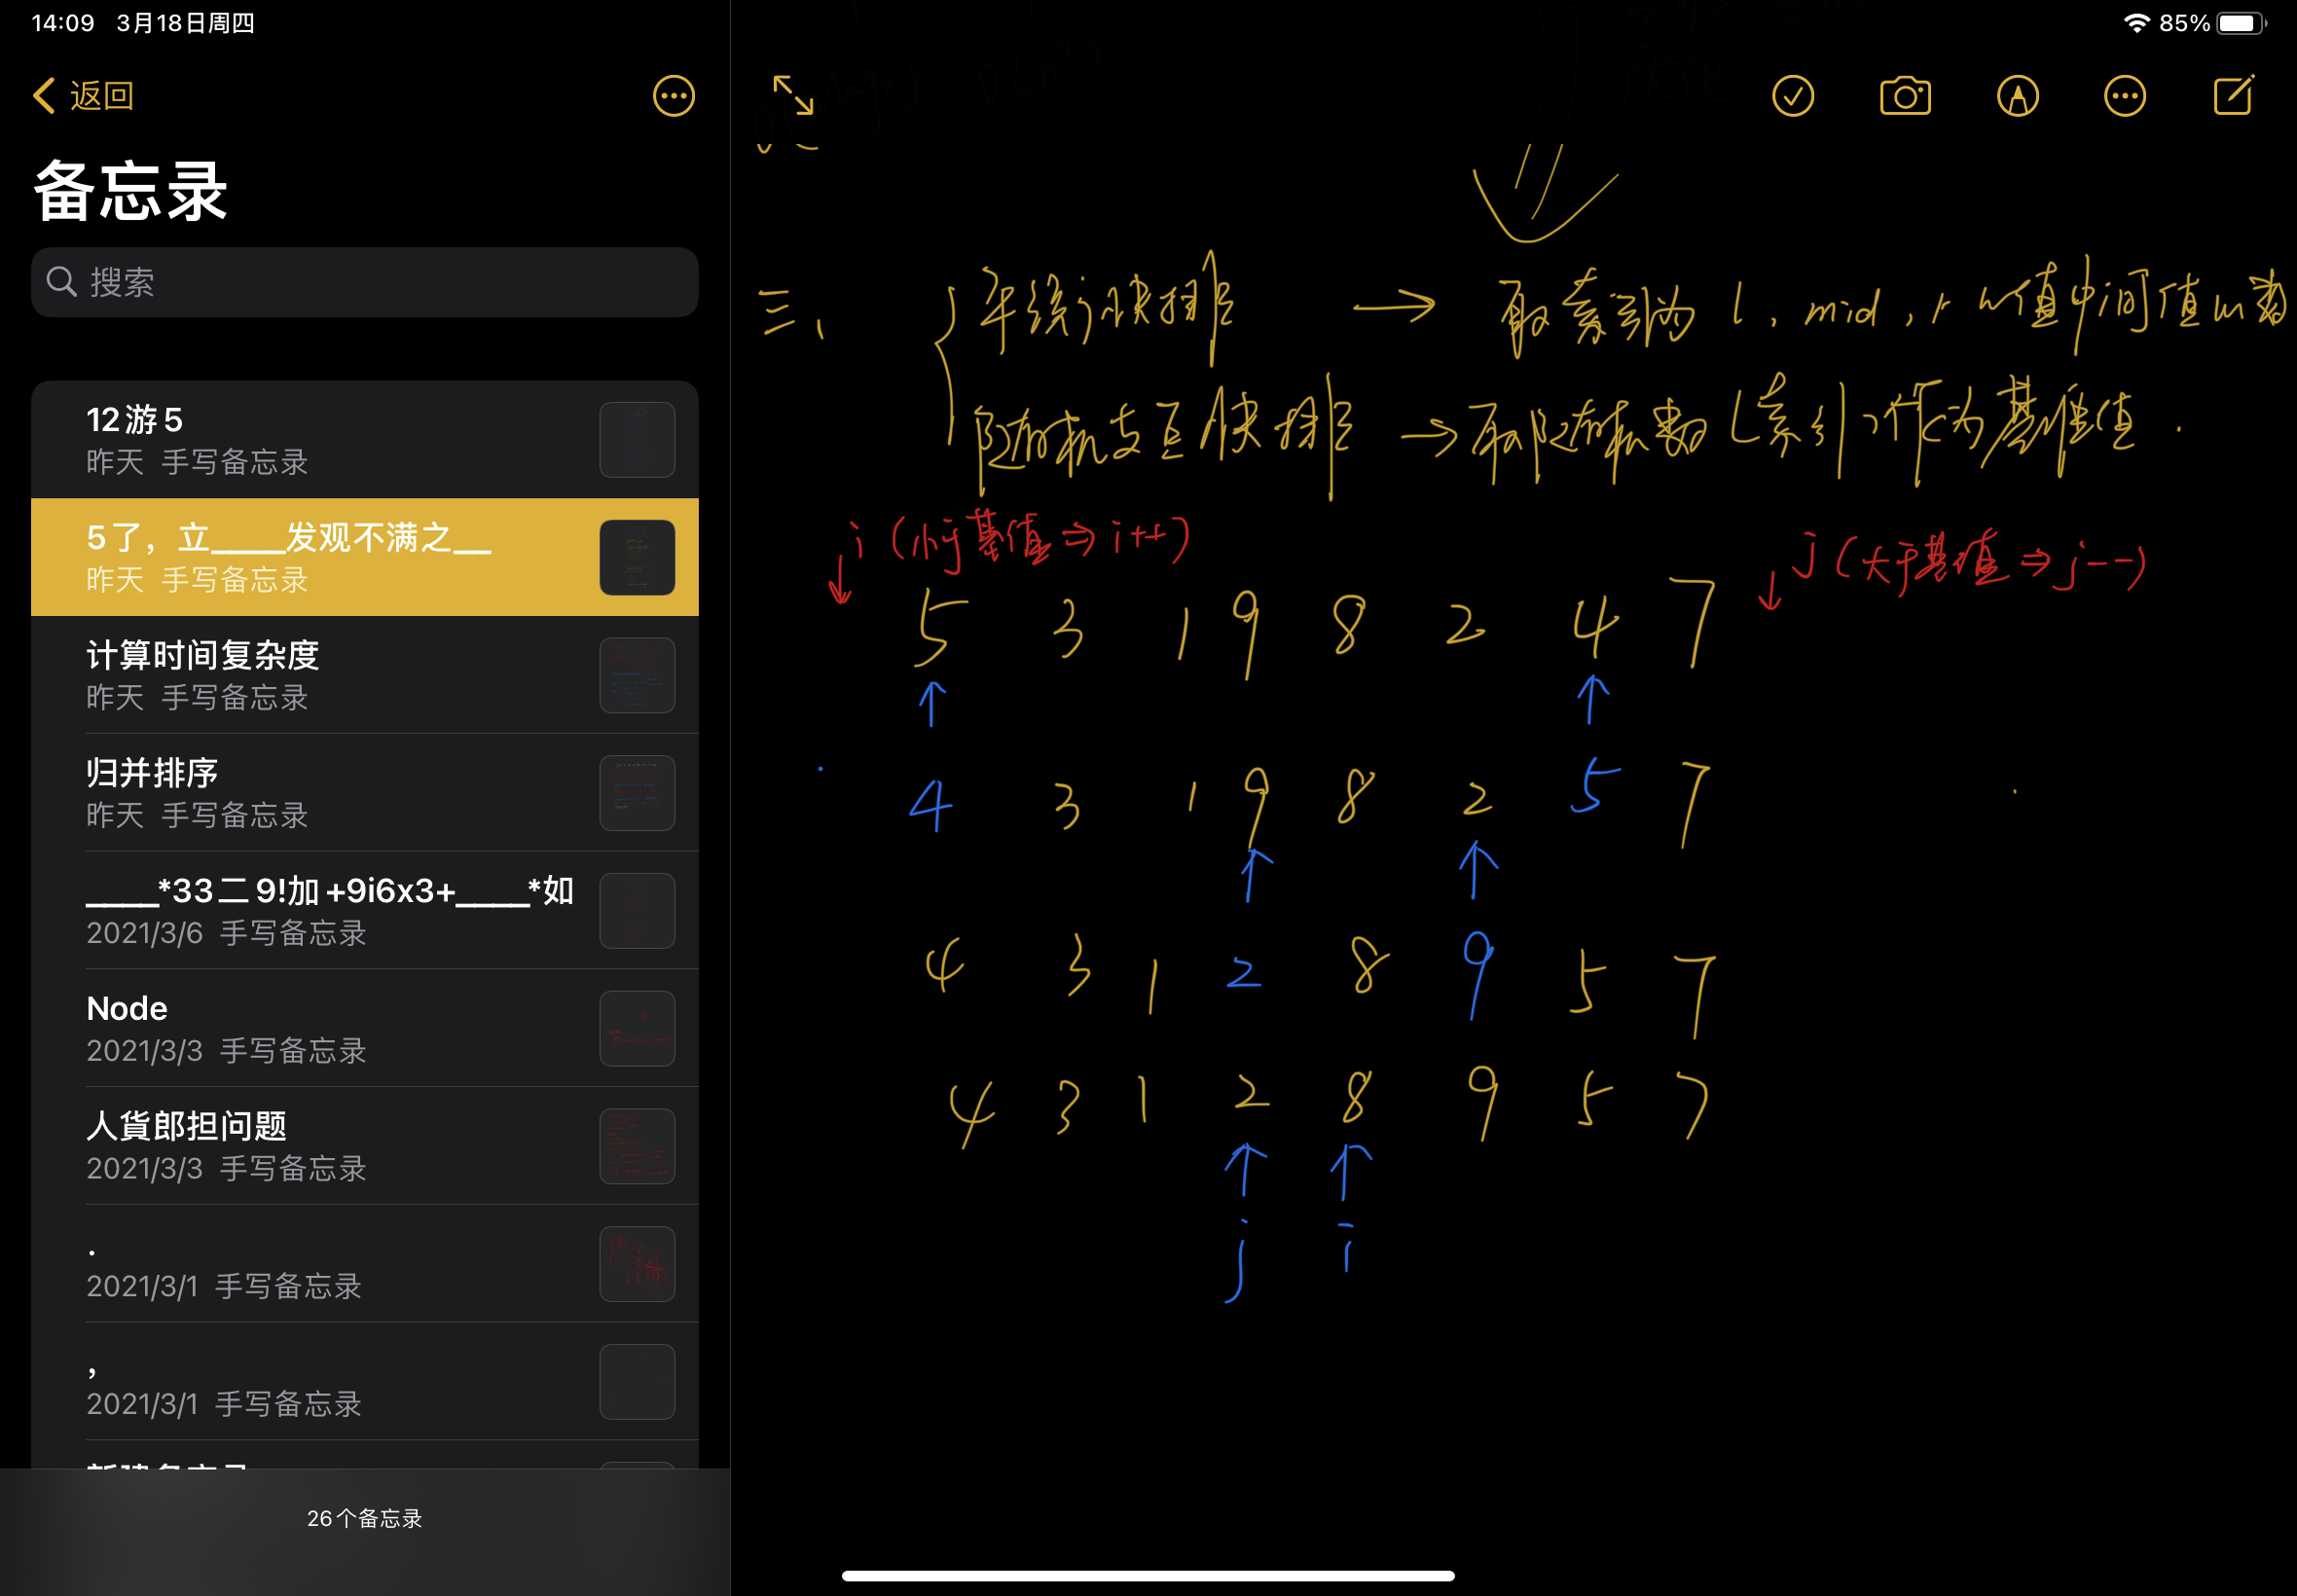 14:09 3月18日周四
85%
返回
备忘录
搜索
12游5
昨天 手写备忘录
5了，立____发观不满之__
昨天 手写备忘录
计算时间复杂度
昨天 手写备忘录
归并排序
昨天 手写备忘录
____*33二9!加+9i6x3+____*如
2021/3/6 手写备忘录
Node
2021/3/3 手写备忘录
人貨郎担问题
2021/3/3 手写备忘录
.
2021/3/1 手写备忘录
,
2021/3/1 手写备忘录
26个备忘录
优化
三、
平统计快排 → 取索引为 l, mid, r 的值中间值的数
随机支点快排 → 取随机数(索引)作为基准值.
i (小于基值 ⇒ i++)
j (大于基值 ⇒ j--)
5 3 1 9 8 2 4 7
4 3 1 9 8 2 5 7
4 3 1 2 8 9 5 7
4 3 1 2 8 9 5 7
j i